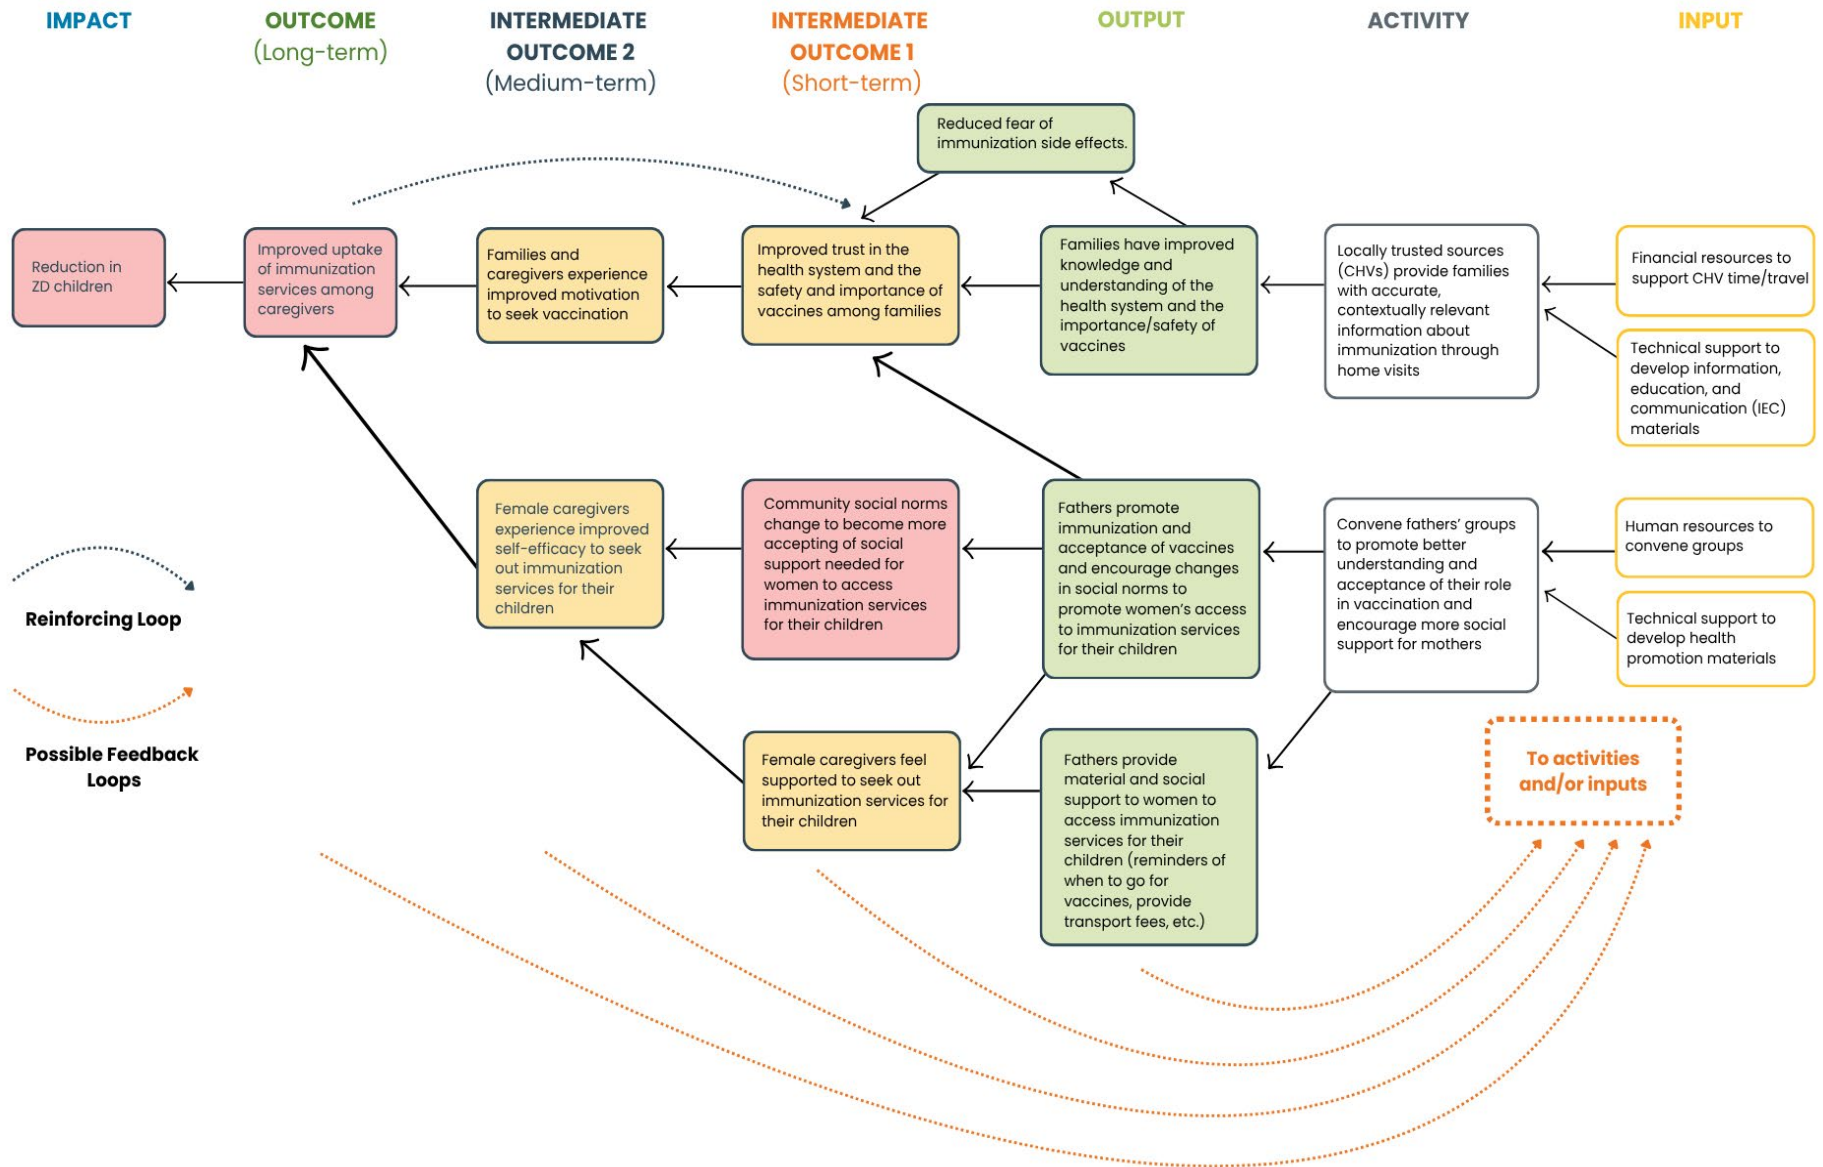 IMPACT
OUTCOME
(Long-term)
INTERMEDIATE
OUTCOME 2
(Medium-term)
INTERMEDIATE
OUTCOME 1
(Short-term)
OUTPUT
ACTIVITY
INPUT
Reduced fear of
immunization side effects.
Reduction in
ZD children
Improved uptake
of immunization
services among
caregivers
Families and
caregivers experience
improved motivation
to seek vaccination
Improved trust in the
health system and the
safety and importance of
vaccines among families
Families have improved
knowledge and
understanding of the
health system and the
importance/safety of
vaccines
Locally trusted sources
(CHVs) provide families
with accurate,
contextually relevant
information about
immunization through
home visits
Financial resources to
support CHV time/travel
Technical support to
develop information,
education, and
communication (IEC)
materials
Female caregivers
experience improved
self-efficacy to seek
out immunization
services for their
children
Community social norms
change to become more
accepting of social
support needed for
women to access
immunization services
for their children
Fathers promote
immunization and
acceptance of vaccines
and encourage changes
in social norms to
promote women's access
to immunization services
for their children
Convene fathers' groups
to promote better
understanding and
acceptance of their role
in vaccination and
encourage more social
support for mothers
Human resources to
convene groups
Technical support to
develop health
promotion materials
Reinforcing Loop
Possible Feedback
Loops
Female caregivers feel
supported to seek out
immunization services for
their children
Fathers provide
material and social
support to women to
access immunization
services for their
children (reminders of
when to go for
vaccines, provide
transport fees, etc.)
To activities
and/or inputs